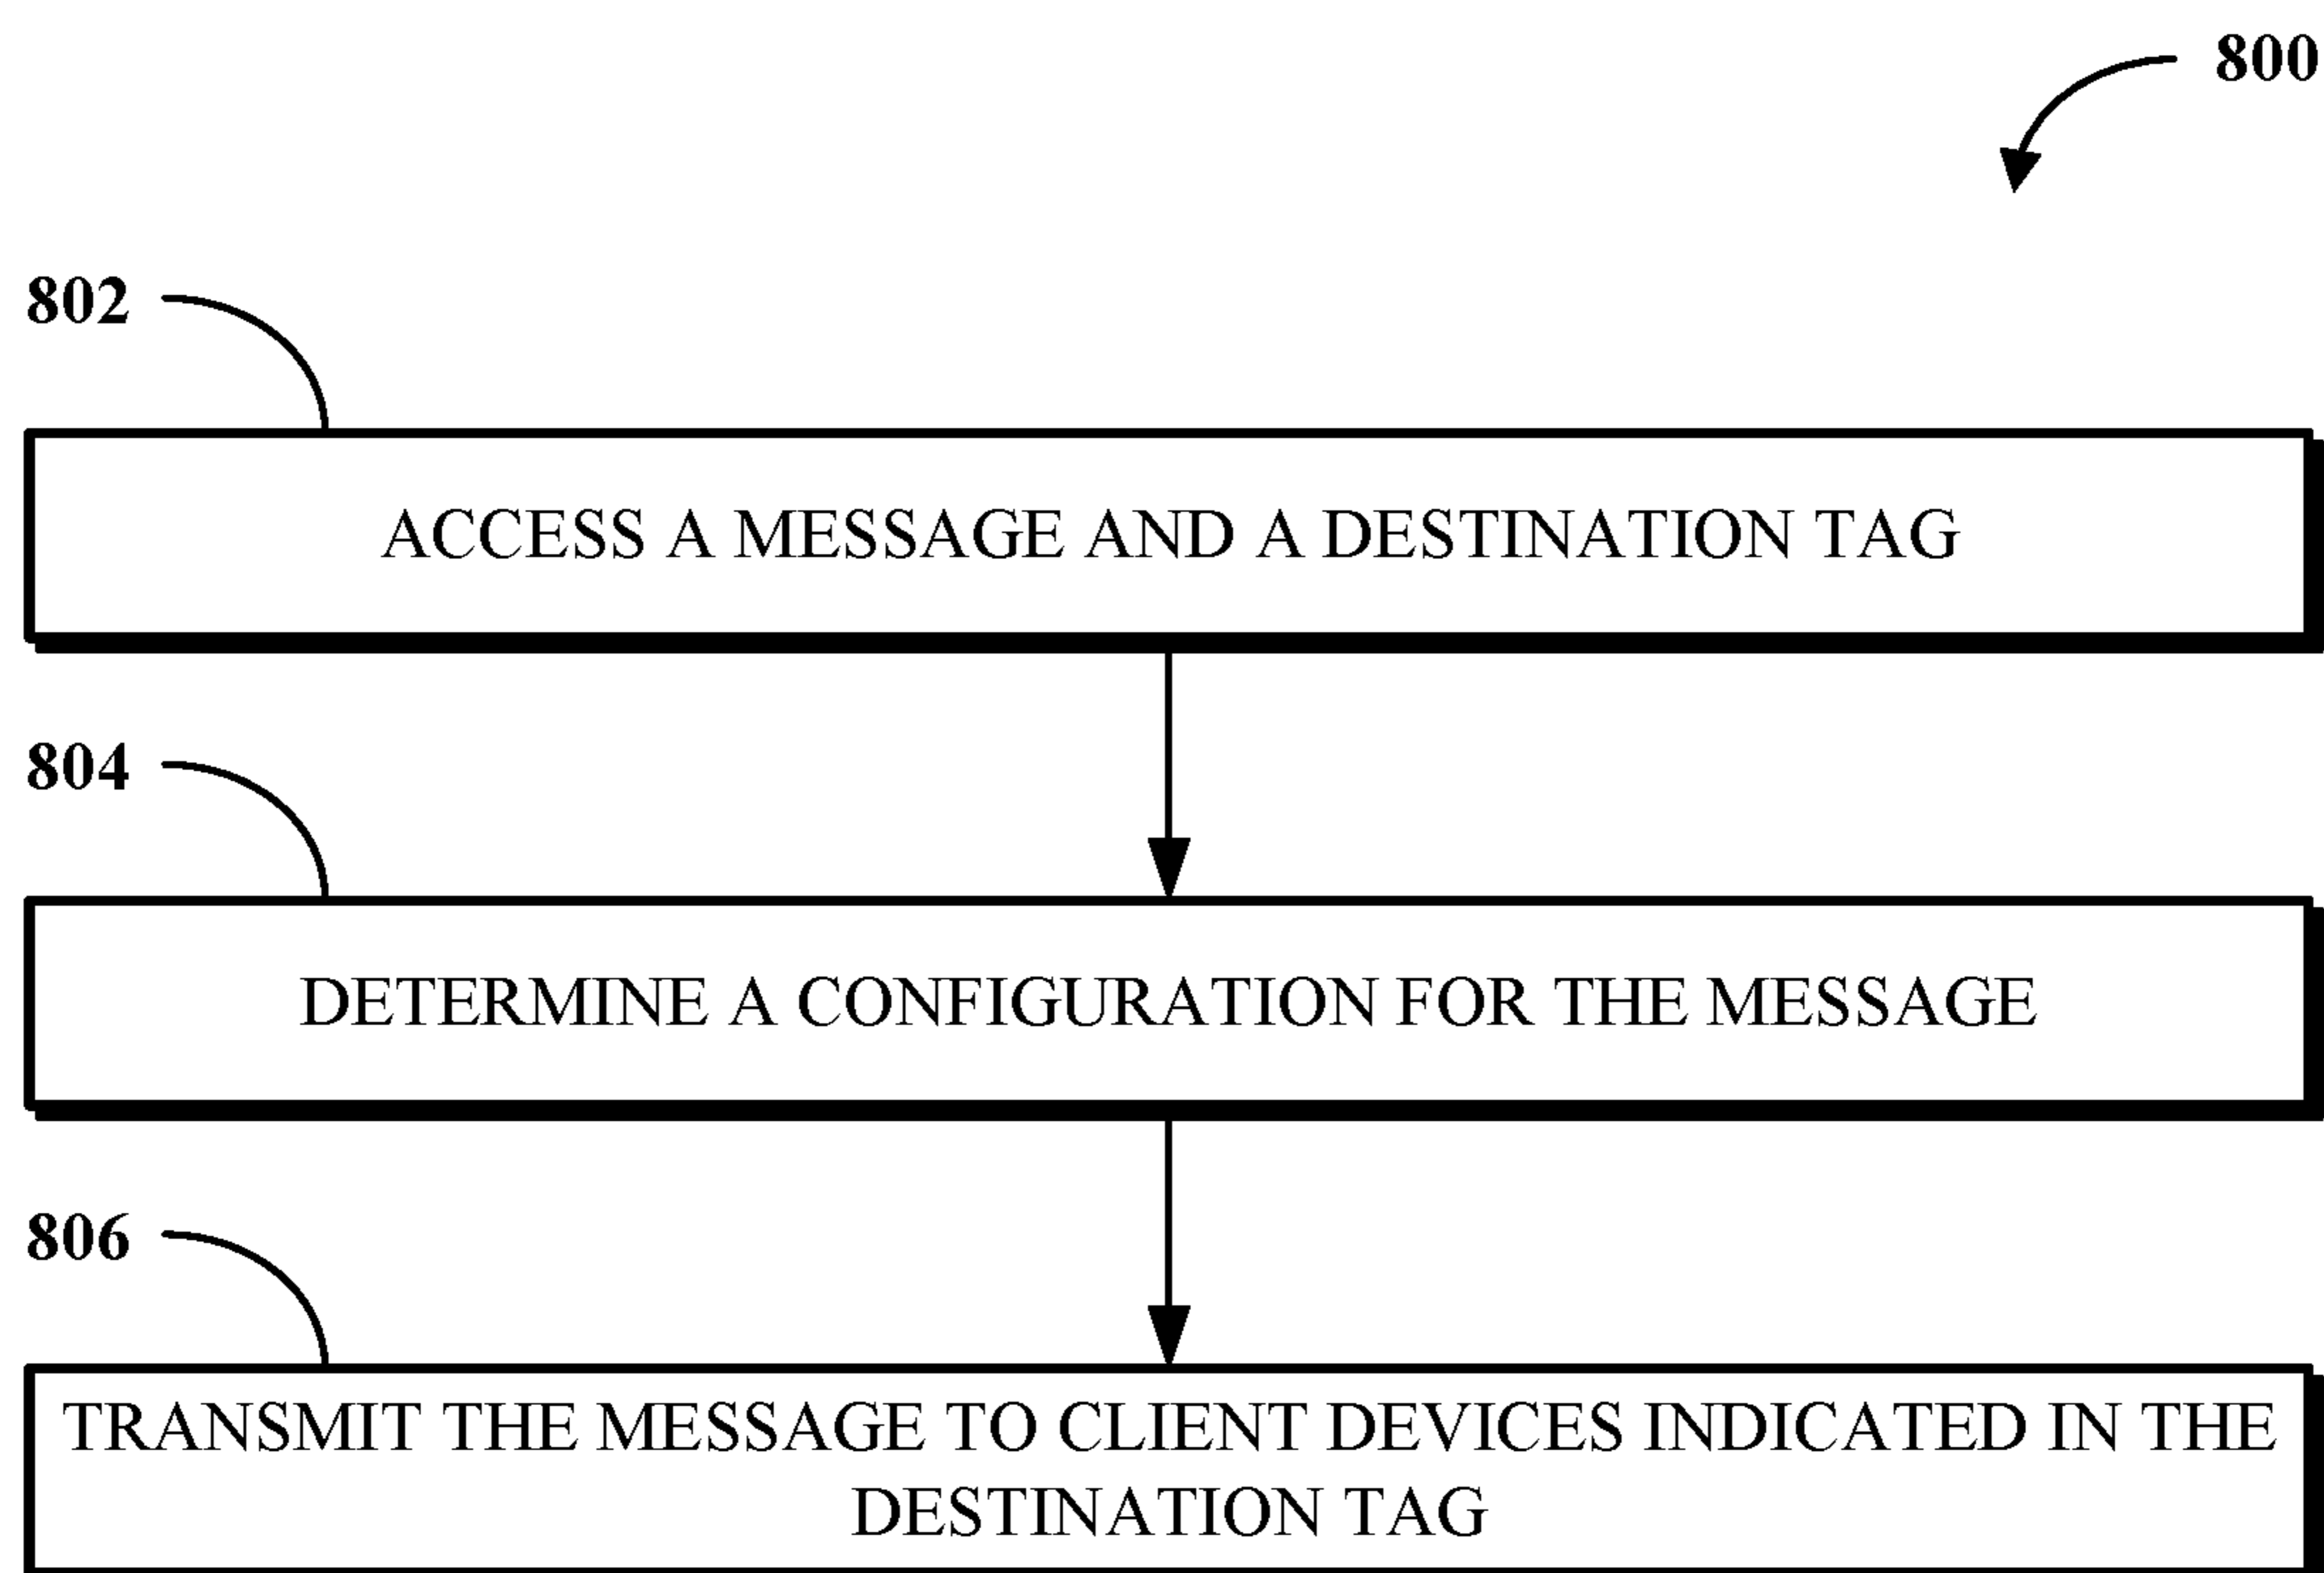 800
802
ACCESS A MESSAGE AND A DESTINATION TAG
804
DETERMINE A CONFIGURATION FOR THE MESSAGE
806
TRANSMIT THE MESSAGE TO CLIENT DEVICES INDICATED IN THE
DESTINATION TAG